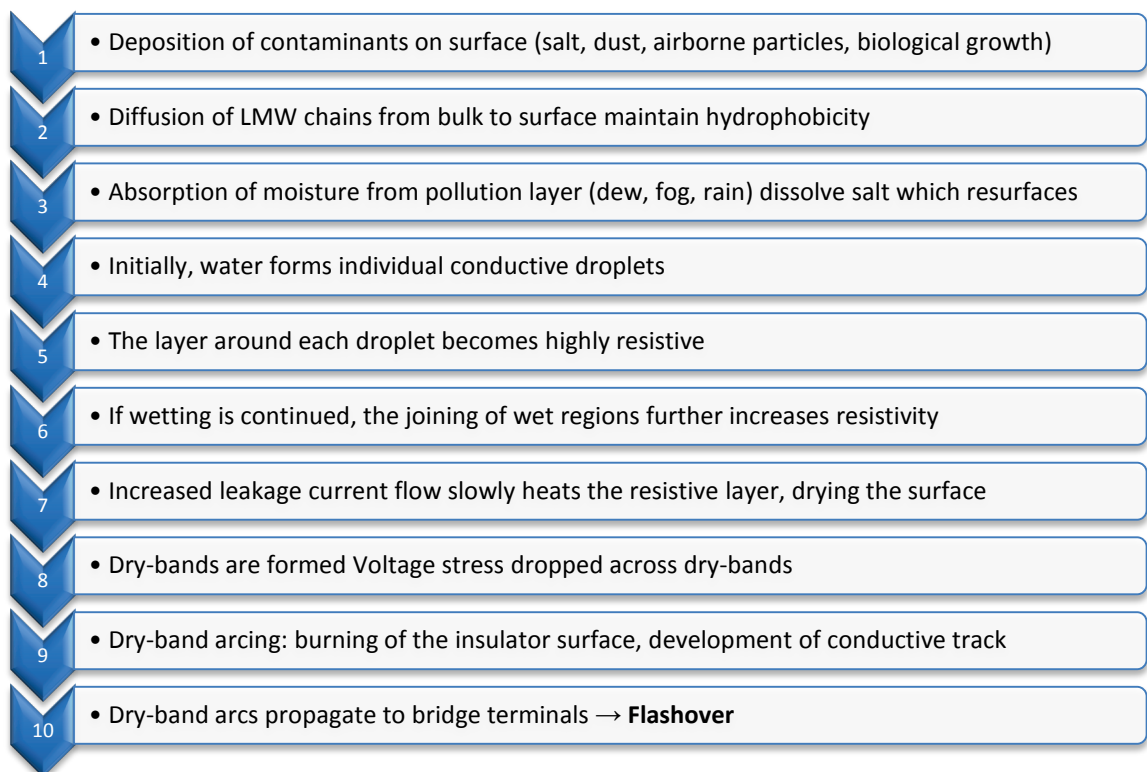 1
• Deposition of contaminants on surface (salt, dust, airborne particles, biological growth)
2
• Diffusion of LMW chains from bulk to surface maintain hydrophobicity
3
• Absorption of moisture from pollution layer (dew, fog, rain) dissolve salt which resurfaces
4
• Initially, water forms individual conductive droplets
5
• The layer around each droplet becomes highly resistive
6
• If wetting is continued, the joining of wet regions further increases resistivity
7
• Increased leakage current flow slowly heats the resistive layer, drying the surface
8
• Dry-bands are formed Voltage stress dropped across dry-bands
9
• Dry-band arcing: burning of the insulator surface, development of conductive track
10
• Dry-band arcs propagate to bridge terminals → Flashover